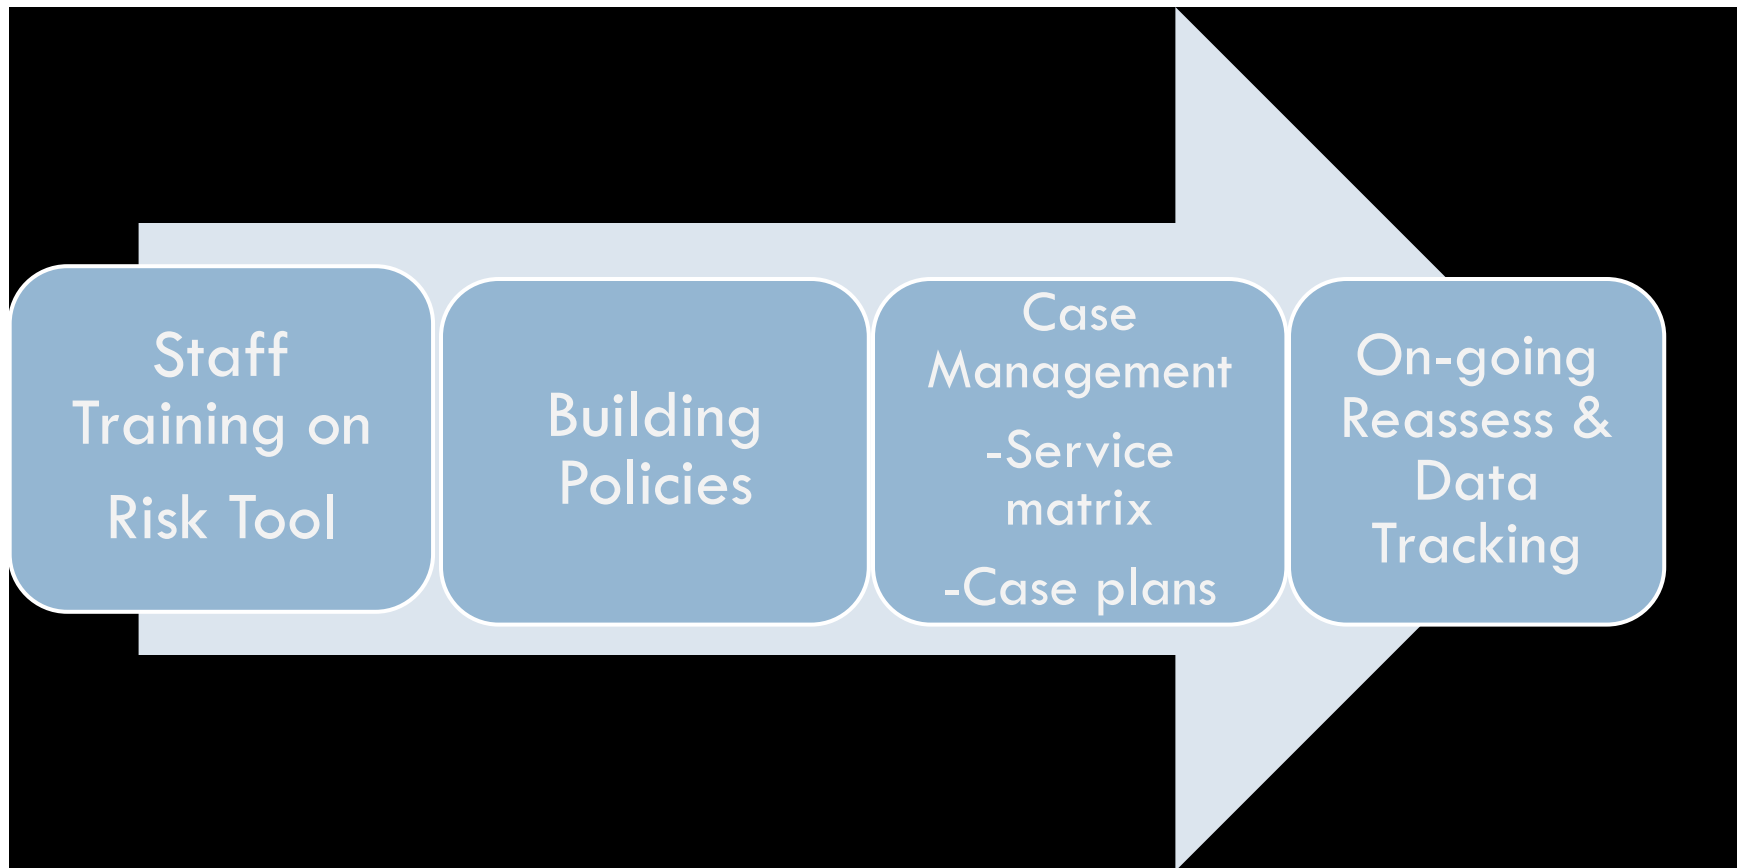 Staff
Training on
Risk Tool
Building
Policies
Case
Management
-Service
matrix
-Case plans
On-going
Reassess &
Data
Tracking